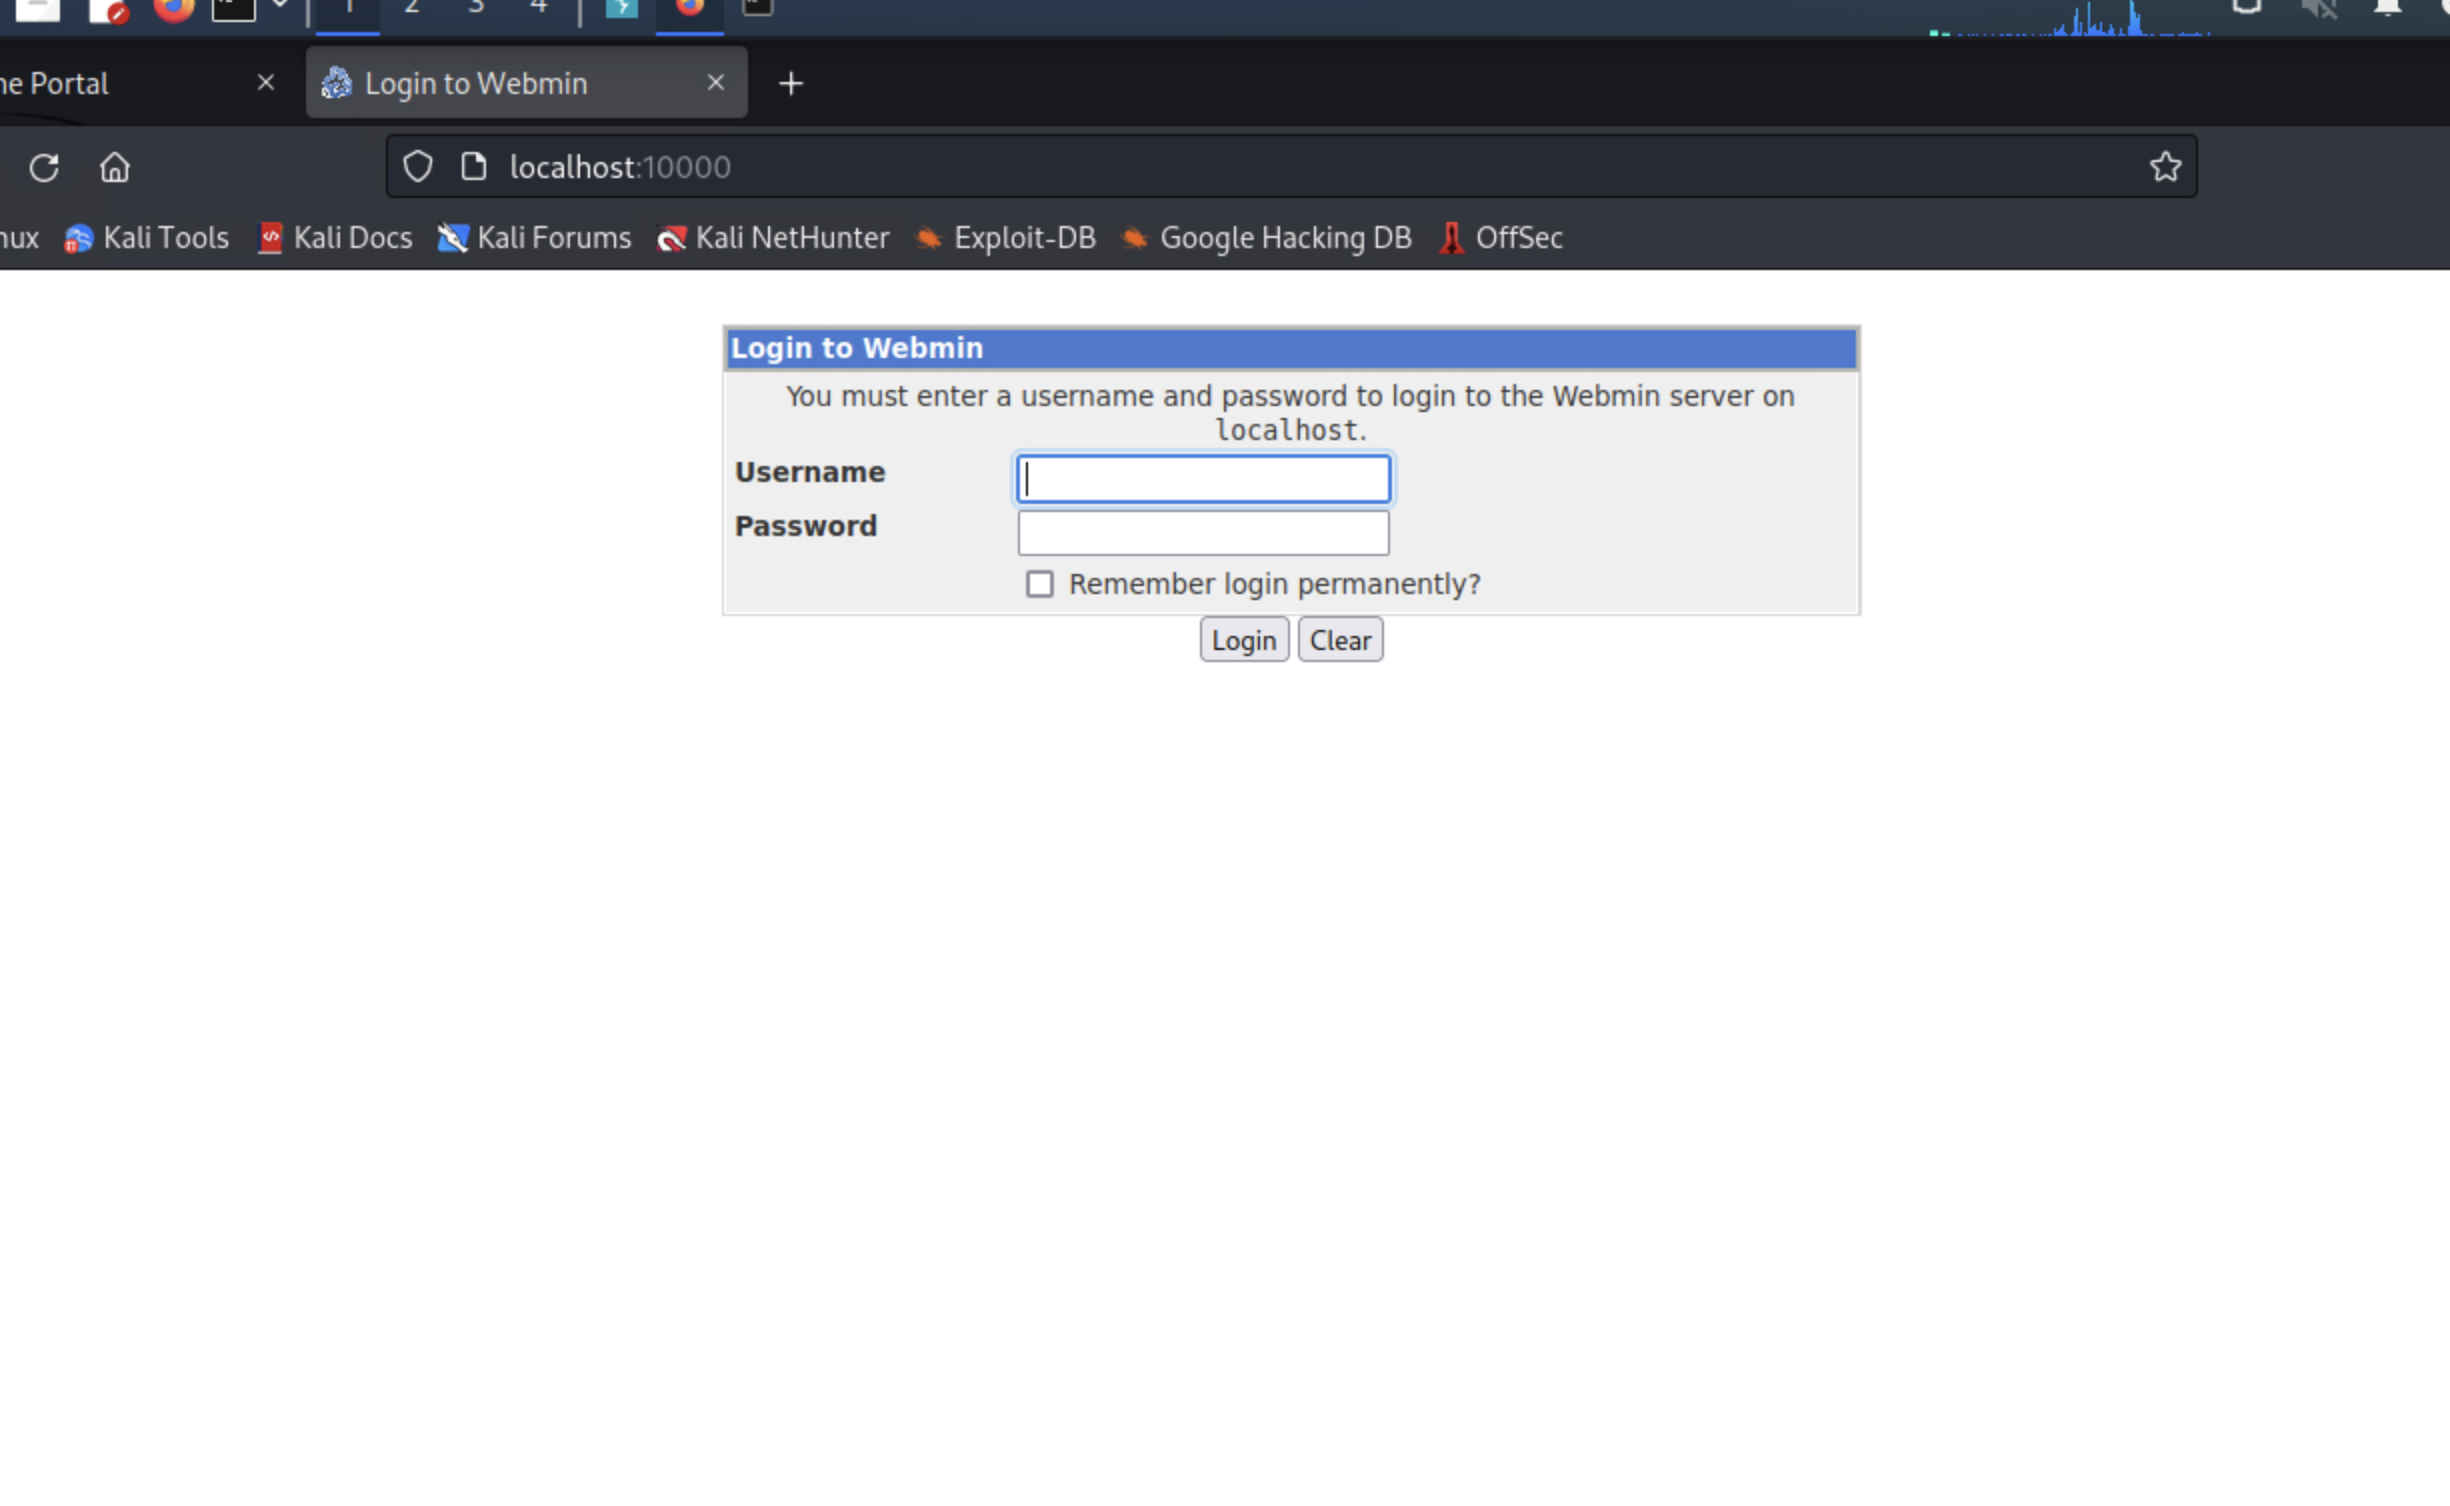 1 2 3 4
ne Portal
Login to Webmin
localhost:10000
nux Kali Tools Kali Docs Kali Forums Kali NetHunter Exploit-DB Google Hacking DB OffSec
Login to Webmin
You must enter a username and password to login to the Webmin server on
localhost.
Username
Password
Remember login permanently?
Login Clear